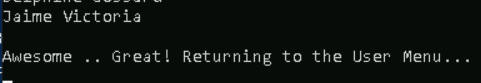 Jaime Victoria
Awesome .. Great! Returning to the User Menu...